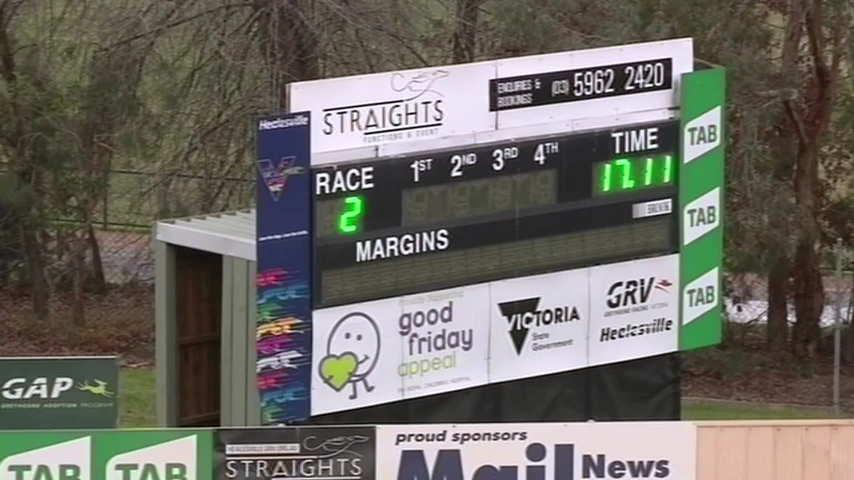 STRAIGHTS
FUNCTIONS & EVENT
ENQUIRIES &
BOOKINGS
(03) 5962 2420
Healesville
RACE
1ST 2ND 3RD 4TH
TIME
2
17.11
MARGINS
TAB
TAB
TAB
good
friday
appeal
VICTORIA
State
Government
GRV
Healesville
GAP
GREYHOUND ADOPTION PROGRAM
TAB
TAB
STRAIGHTS
proud sponsors
Mail News